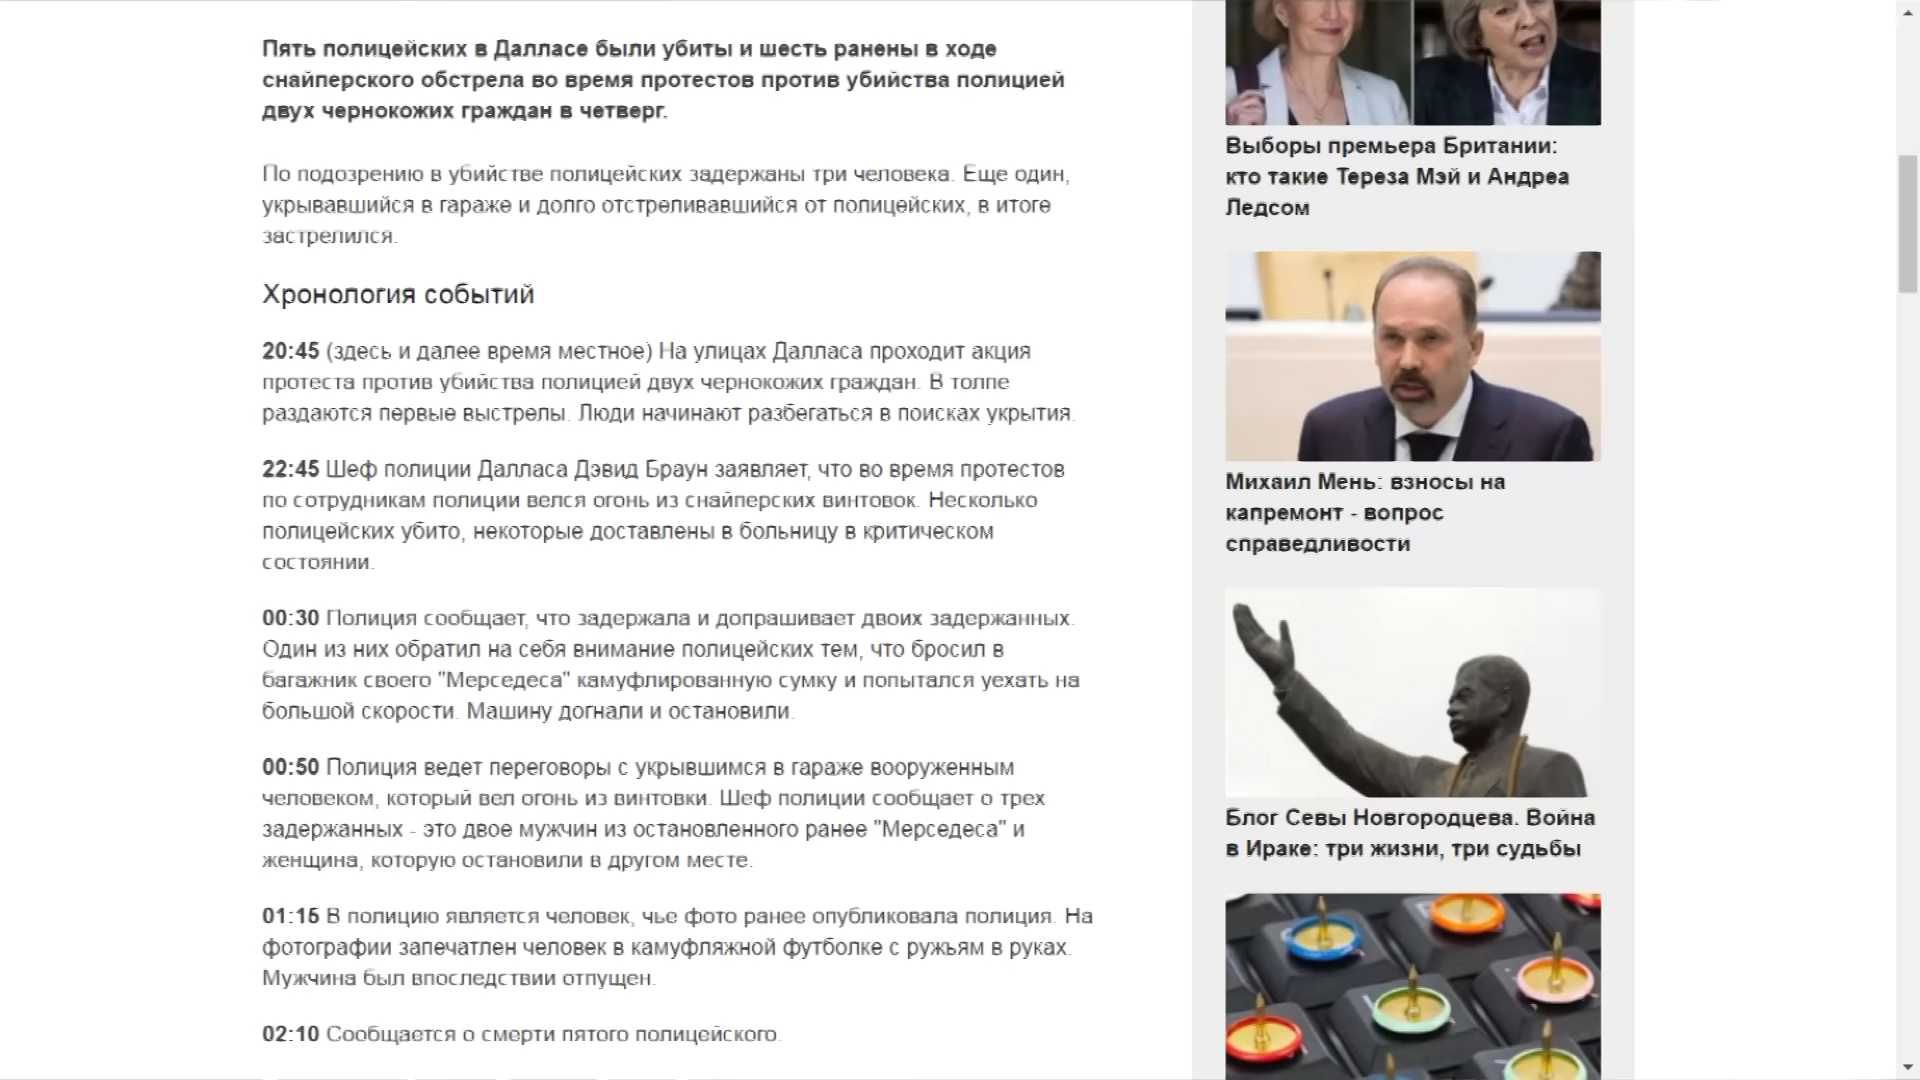 Пять полицейских в Далласе были убиты и шесть ранены в ходе
снайперского обстрела во время протестов против убийства полицией
двух чернокожих граждан в четверг.
По подозрению в убийстве полицейских задержаны три человека. Еще один,
укрывавшийся в гараже и долго отстреливавшийся от полицейских, в итоге
застрелился.
Хронология событий
20:45 (здесь и далее время местное) На улицах Далласа проходит акция
протеста против убийства полицией двух чернокожих граждан. В толпе
раздаются первые выстрелы. Люди начинают разбегаться в поисках укрытия.
22:45 Шеф полиции Далласа Дэвид Браун заявляет, что во время протестов
по сотрудникам полиции велся огонь из снайперских винтовок. Несколько
полицейских убито, некоторые доставлены в больницу в критическом
состоянии.
00:30 Полиция сообщает, что задержала и допрашивает двоих задержанных.
Один из них обратил на себя внимание полицейских тем, что бросил в
багажник своего "Мерседеса" камуфлированную сумку и попытался уехать на
большой скорости. Машину догнали и остановили.
00:50 Полиция ведет переговоры с укрывшимся в гараже вооруженным
человеком, который вел огонь из винтовки. Шеф полиции сообщает о трех
задержанных - это двое мужчин из остановленного ранее "Мерседеса" и
женщина, которую остановили в другом месте.
01:15 В полицию является человек, чье фото ранее опубликовала полиция. На
фотографии запечатлен человек в камуфляжной футболке с ружьям в руках.
Мужчина был впоследствии отпущен.
02:10 Сообщается о смерти пятого полицейского.
Выборы премьера Британии:
кто такие Тереза Мэй и Андреа
Ледсом
Михаил Мень: взносы на
капремонт - вопрос
справедливости
Блог Севы Новгородцева. Война
в Ираке: три жизни, три судьбы